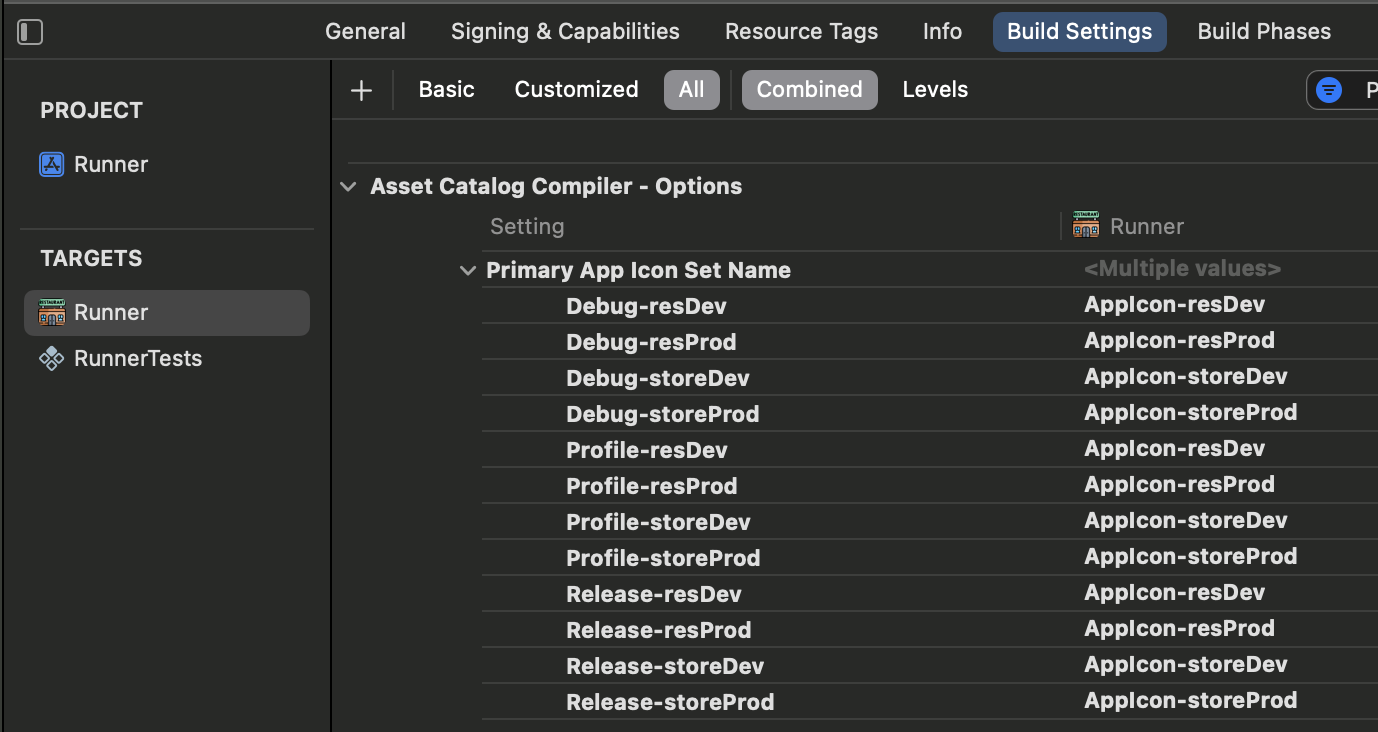 General Signing & Capabilities Resource Tags Info Build Settings Build Phases
PROJECT
Runner
TARGETS
Runner
RunnerTests
+ Basic Customized All Combined Levels
Asset Catalog Compiler - Options
Setting RESTAURANT Runner
Primary App Icon Set Name <Multiple values>
Debug-resDev AppIcon-resDev
Debug-resProd AppIcon-resProd
Debug-storeDev AppIcon-storeDev
Debug-storeProd AppIcon-storeProd
Profile-resDev AppIcon-resDev
Profile-resProd AppIcon-resProd
Profile-storeDev AppIcon-storeDev
Profile-storeProd AppIcon-storeProd
Release-resDev AppIcon-resDev
Release-resProd AppIcon-resProd
Release-storeDev AppIcon-storeDev
Release-storeProd AppIcon-storeProd